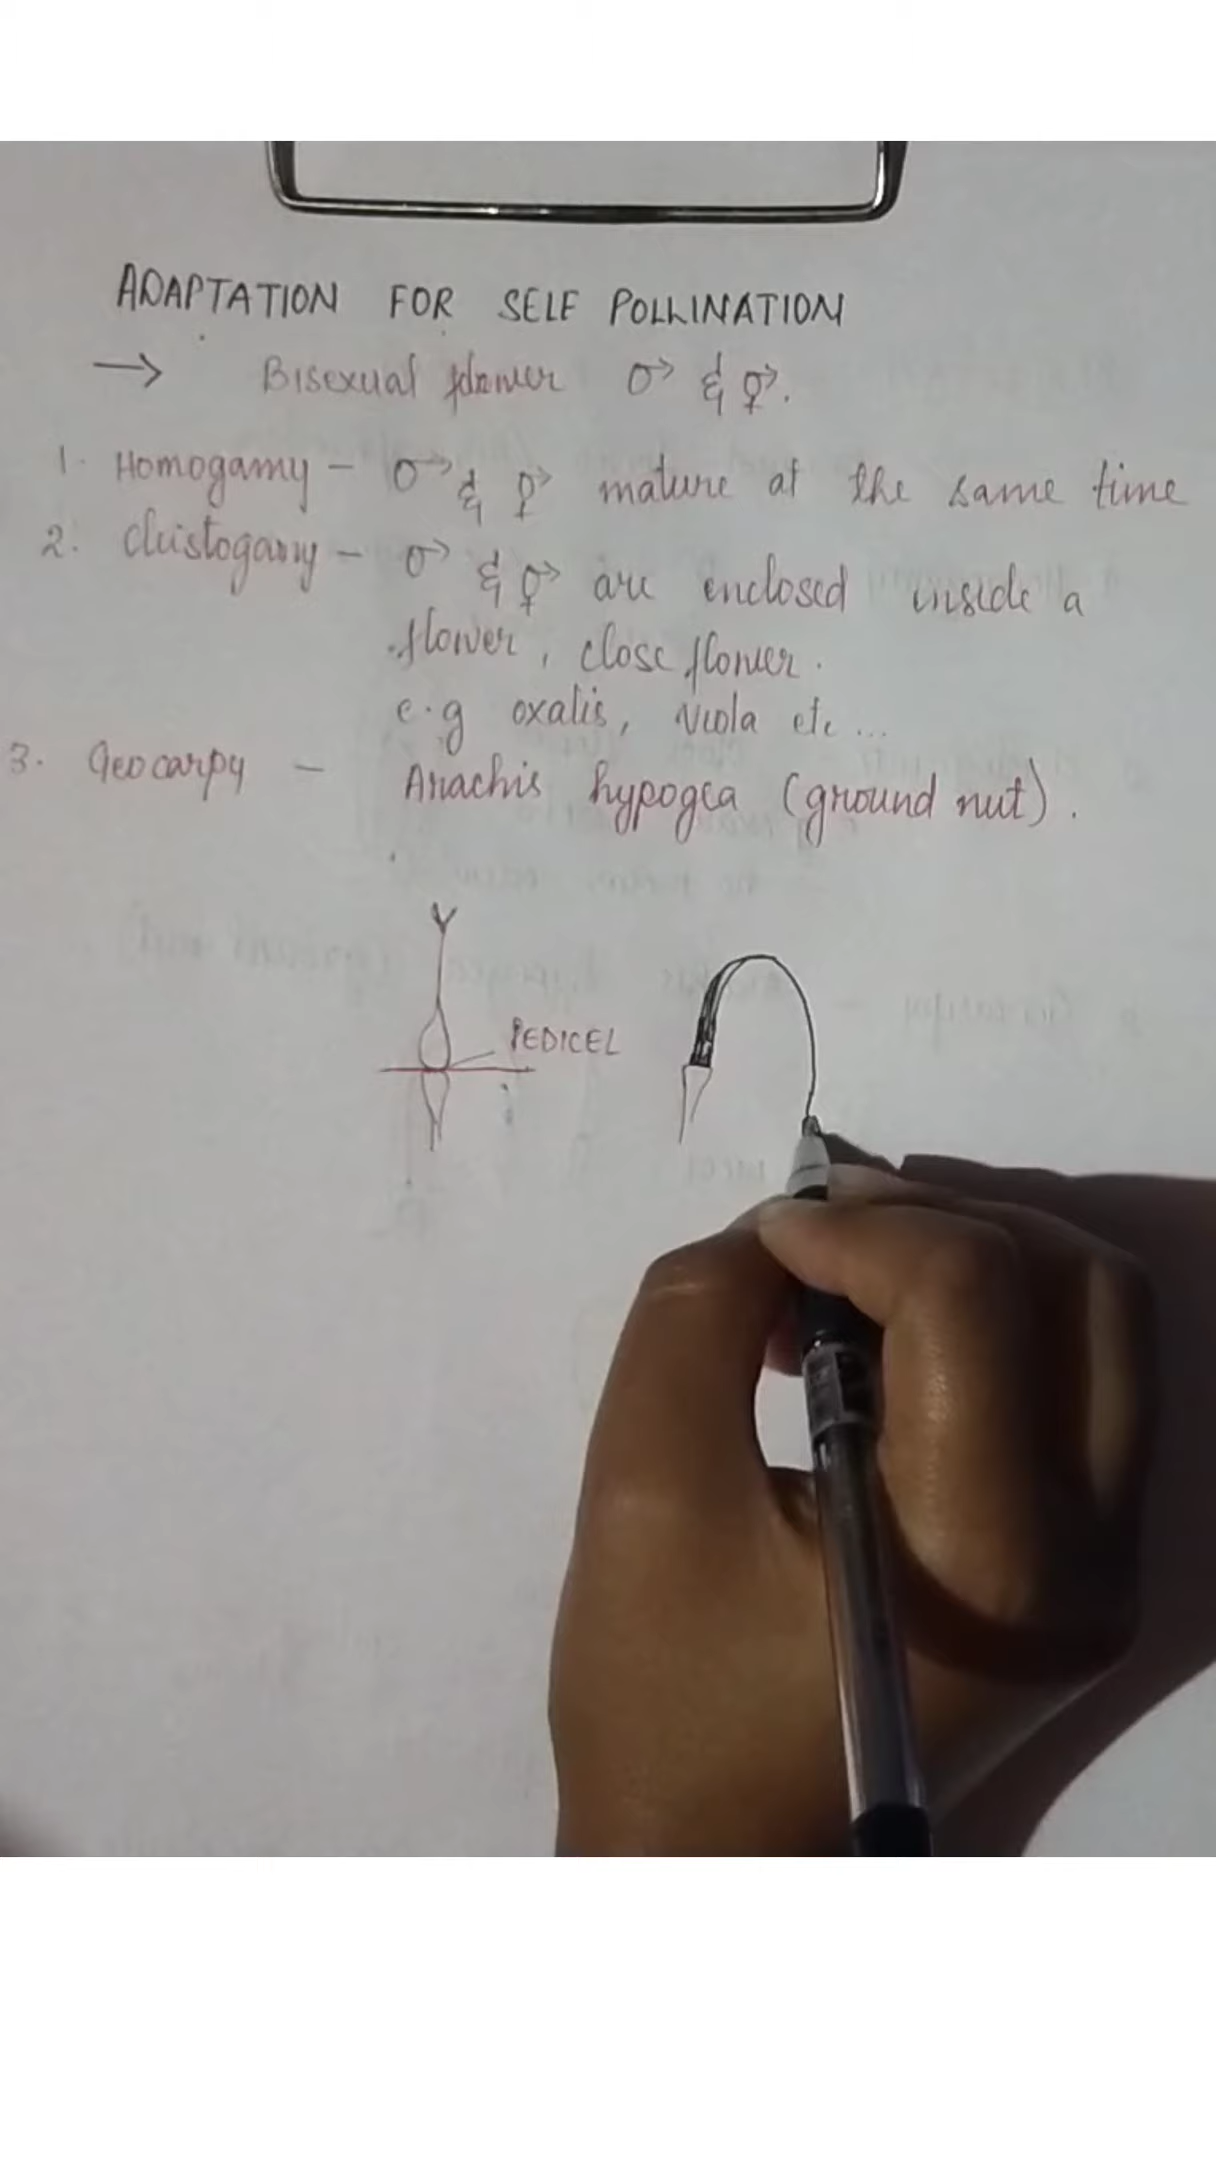 ADAPTATION FOR SELF POLLINATION
→ Bisexual flower ♂ & ⚥.
1. Homogamy - ♂ & ⚥ mature at the same time
2. cleistogamy - ♂ & ⚥ are enclosed inside a
flower, close flower.
e.g oxalis, viola etc...
3. Geocarpy - Arachis hypogea (ground nut).
PEDICEL